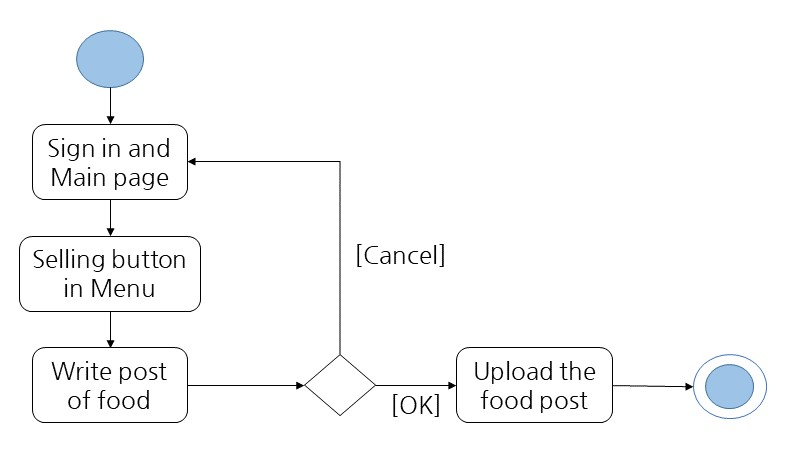 Sign in and
Main page
Selling button
in Menu
[Cancel]
Write post
of food
[OK]
Upload the
food post